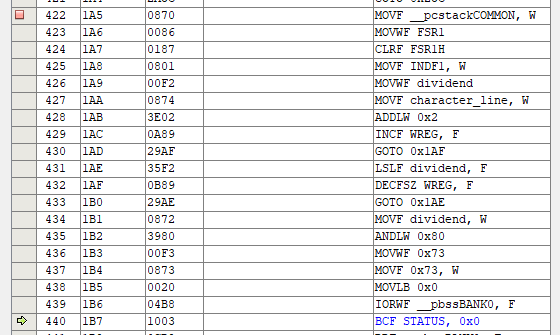 422 1A5 0870 MOVF __pcstackCOMMON, W
423 1A6 0086 MOVWF FSR1
424 1A7 0187 CLRF FSR1H
425 1A8 0801 MOVF INDF1, W
426 1A9 00F2 MOVWF dividend
427 1AA 0874 MOVF character_line, W
428 1AB 3E02 ADDLW 0x2
429 1AC 0A89 INCF WREG, F
430 1AD 29AF GOTO 0x1AF
431 1AE 35F2 LSLF dividend, F
432 1AF 0B89 DECFSZ WREG, F
433 1B0 29AE GOTO 0x1AE
434 1B1 0872 MOVF dividend, W
435 1B2 3980 ANDLW 0x80
436 1B3 00F3 MOVWF 0x73
437 1B4 0873 MOVF 0x73, W
438 1B5 0020 MOVLB 0x0
439 1B6 04B8 IORWF __pbssBANK0, F
440 1B7 1003 BCF STATUS, 0x0